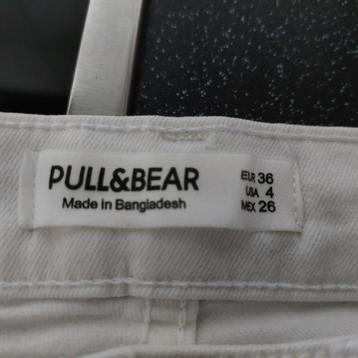 PULL&BEAR
Made in Bangladesh
EUR 36
USA 4
MEX 26